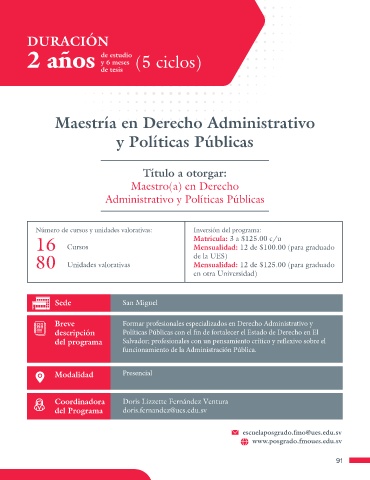 DURACIÓN
2 años de estudio y 6 meses de tesis (5 ciclos)
Maestría en Derecho Administrativo
y Políticas Públicas
Título a otorgar:
Maestro(a) en Derecho
Administrativo y Políticas Públicas
Número de cursos y unidades valorativas:
16 Cursos
80 Unidades valorativas
Inversión del programa:
Matrícula: 3 a $125.00 c/u
Mensualidad: 12 de $100.00 (para graduado
de la UES)
Mensualidad: 12 de $125.00 (para graduado
en otra Universidad)
Sede
San Miguel
Breve
descripción
del programa
Formar profesionales especializados en Derecho Administrativo y
Políticas Públicas con el fin de fortalecer el Estado de Derecho en El
Salvador; profesionales con un pensamiento crítico y reflexivo sobre el
funcionamiento de la Administración Pública.
Modalidad
Presencial
Coordinadora
del Programa
Doris Lizzette Fernández Ventura
doris.fernandez@ues.edu.sv
escuelaposgrado.fmo@ues.edu.sv
www.posgrado.fmoues.edu.sv
91